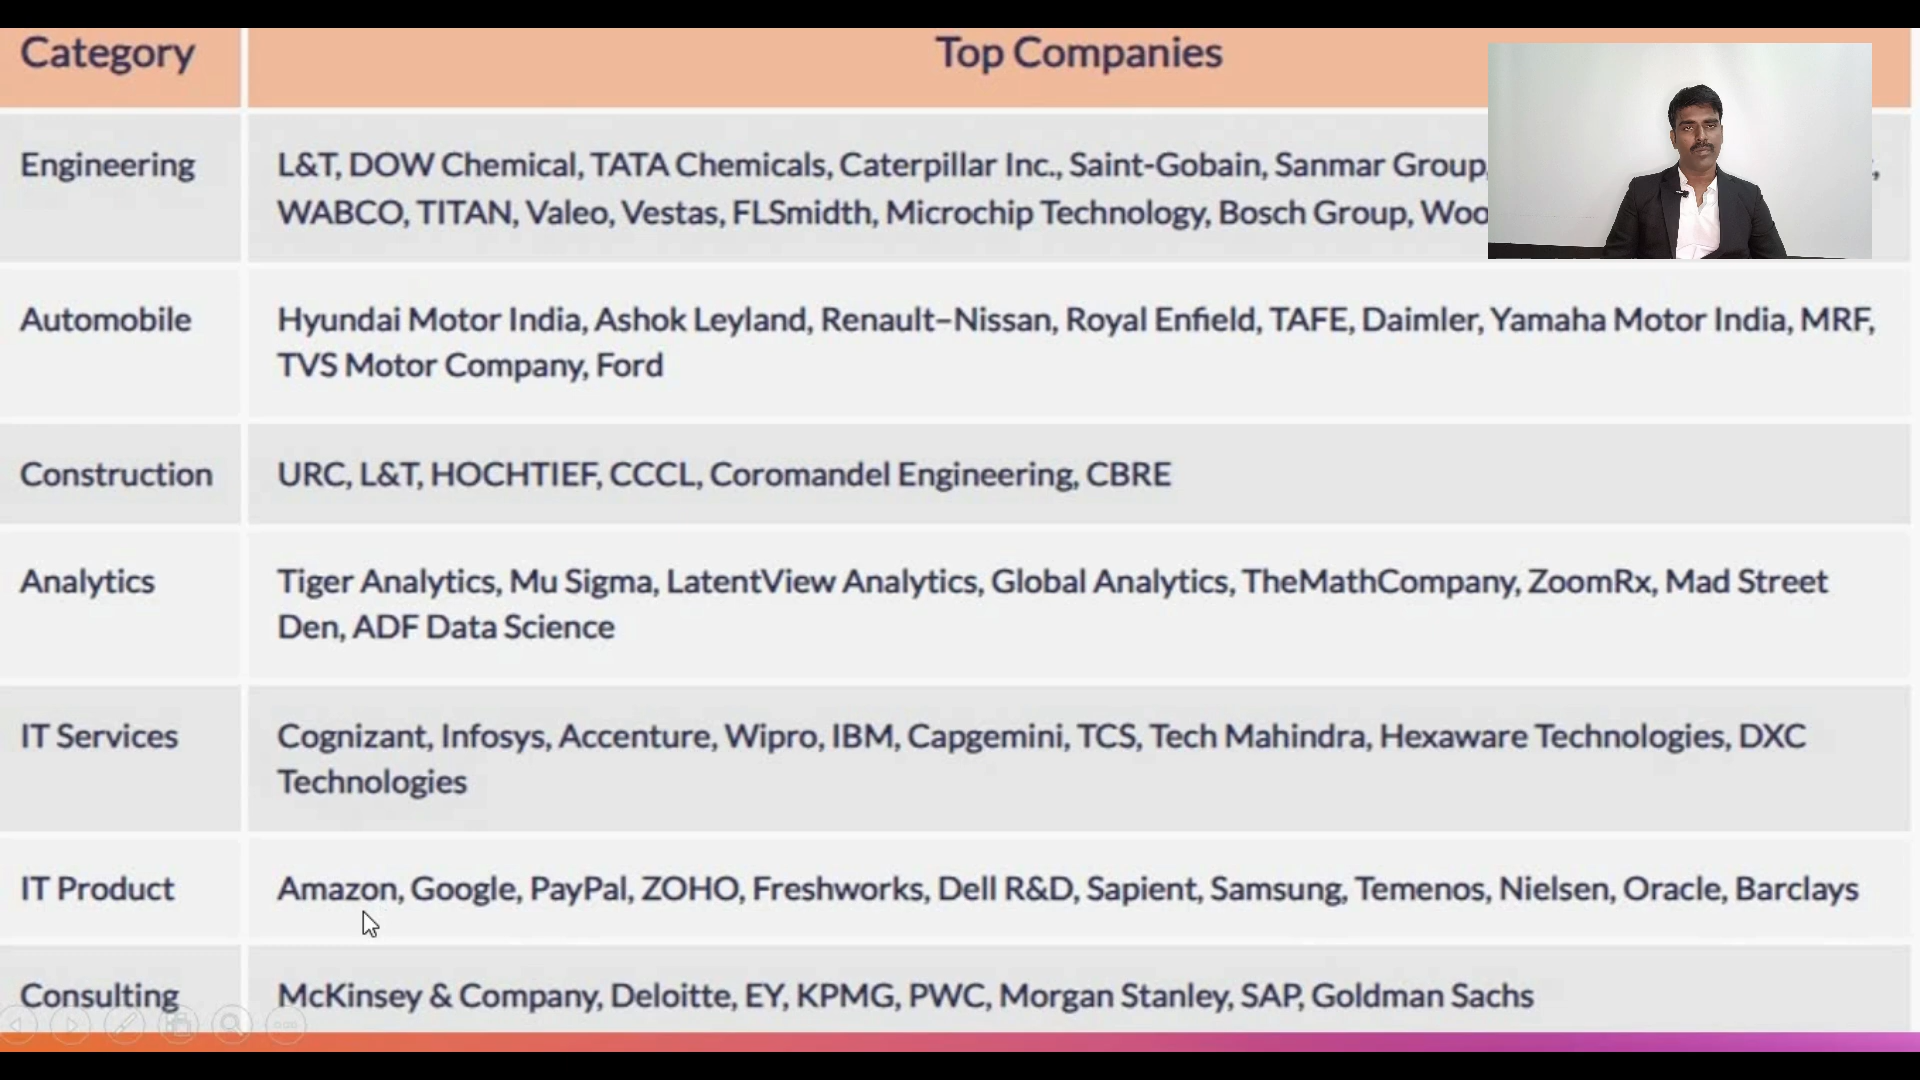 Category
Top Companies
Engineering
L&T, DOW Chemical, TATA Chemicals, Caterpillar Inc., Saint-Gobain, Sanmar Group,
WABCO, TITAN, Valeo, Vestas, FLSmidth, Microchip Technology, Bosch Group,
Automobile
Hyundai Motor India, Ashok Leyland, Renault–Nissan, Royal Enfield, TAFE, Daimler, Yamaha Motor India, MRF,
TVS Motor Company, Ford
Construction
URC, L&T, HOCHTIEF, CCCL, Coromandel Engineering, CBRE
Analytics
Tiger Analytics, Mu Sigma, LatentView Analytics, Global Analytics, TheMathCompany, ZoomRx, Mad Street
Den, ADF Data Science
IT Services
Cognizant, Infosys, Accenture, Wipro, IBM, Capgemini, TCS, Tech Mahindra, Hexaware Technologies, DXC
Technologies
IT Product
Amazon, Google, PayPal, ZOHO, Freshworks, Dell R&D, Sapient, Samsung, Temenos, Nielsen, Oracle, Barclays
Consulting
McKinsey & Company, Deloitte, EY, KPMG, PWC, Morgan Stanley, SAP, Goldman Sachs